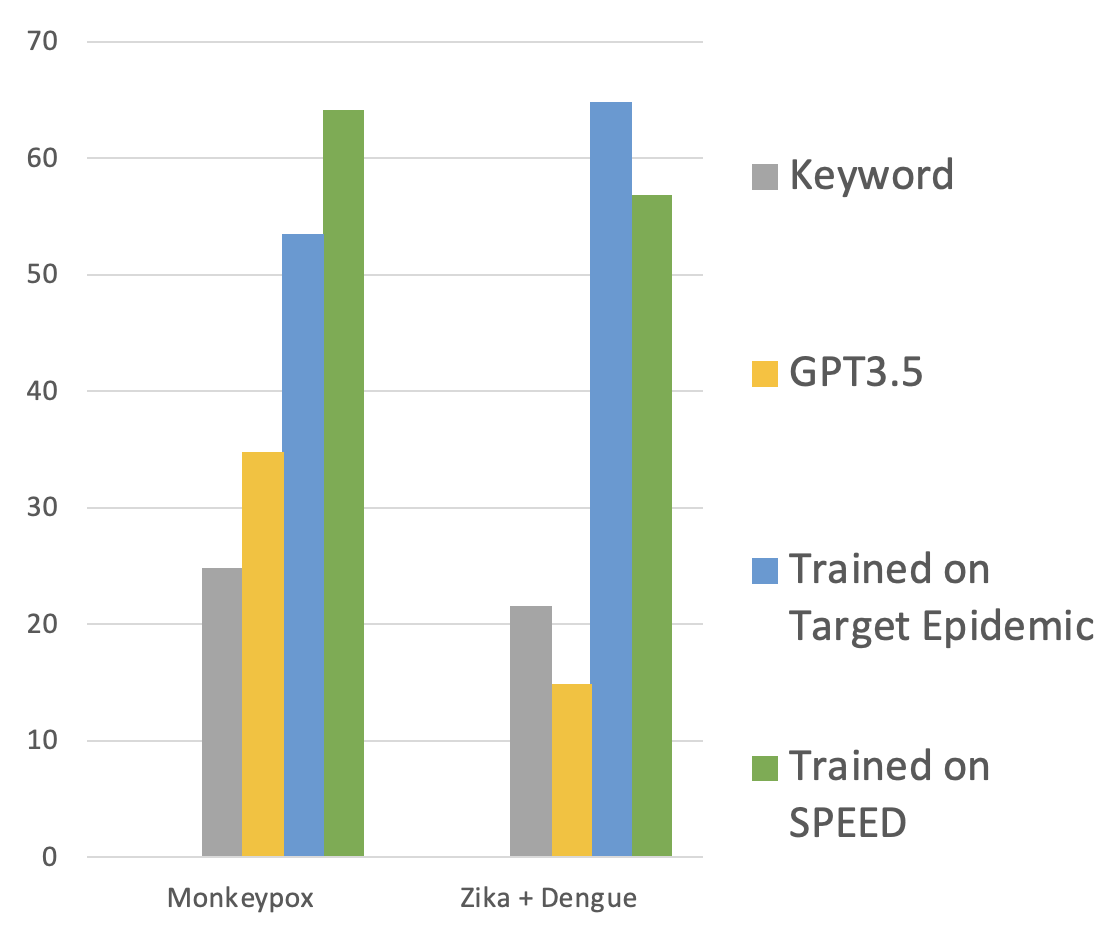 70
60
50
40
30
20
10
0
Monkeypox
Zika + Dengue
Keyword
GPT3.5
Trained on
Target Epidemic
Trained on
SPEED